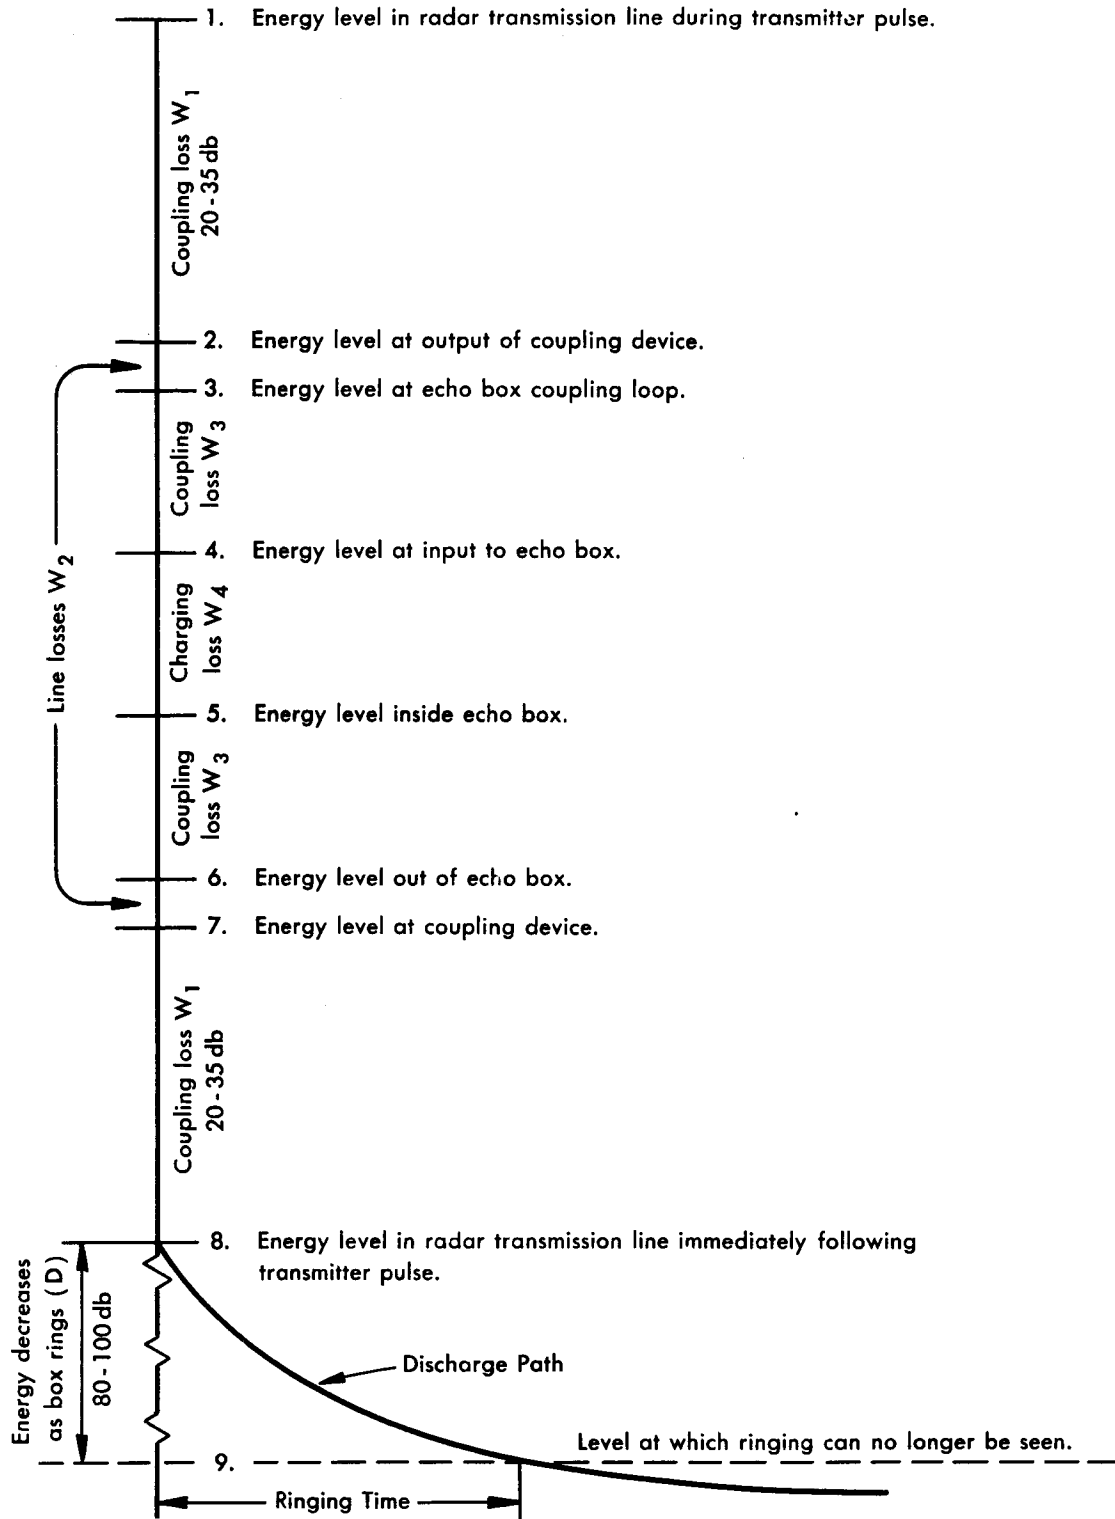 1. Energy level in radar transmission line during transmitter pulse.
Coupling loss W1
20-35 db
2. Energy level at output of coupling device.
3. Energy level at echo box coupling loop.
Coupling
loss W3
Line losses W2
4. Energy level at input to echo box.
Charging
loss W4
5. Energy level inside echo box.
Coupling
loss W3
6. Energy level out of echo box.
7. Energy level at coupling device.
Coupling loss W1
20-35 db
8. Energy level in radar transmission line immediately following
transmitter pulse.
Energy decreases
as box rings (D)
80-100 db
Discharge Path
Level at which ringing can no longer be seen.
9.
Ringing Time